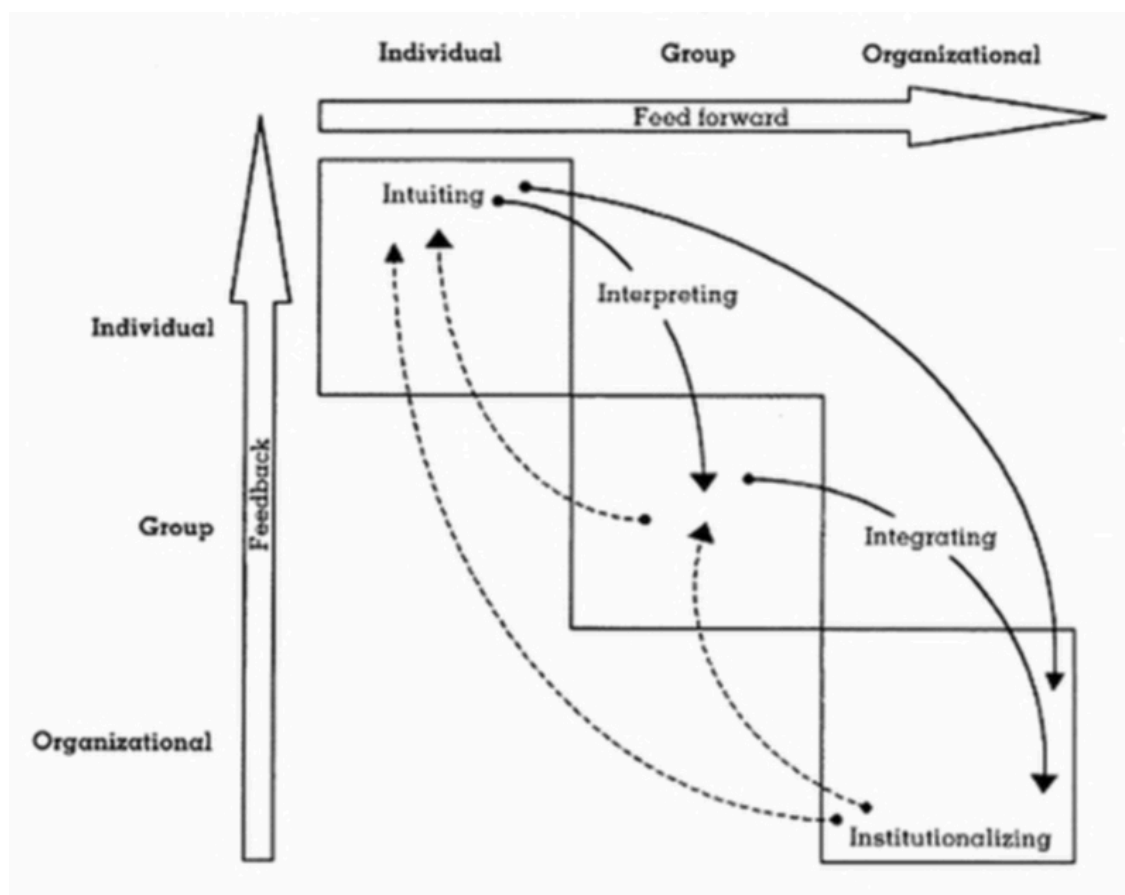 Individual Group Organizational
Feed forward
Intuiting
Interpreting
Individual
Feedback
Group
Integrating
Organizational
Institutionalizing